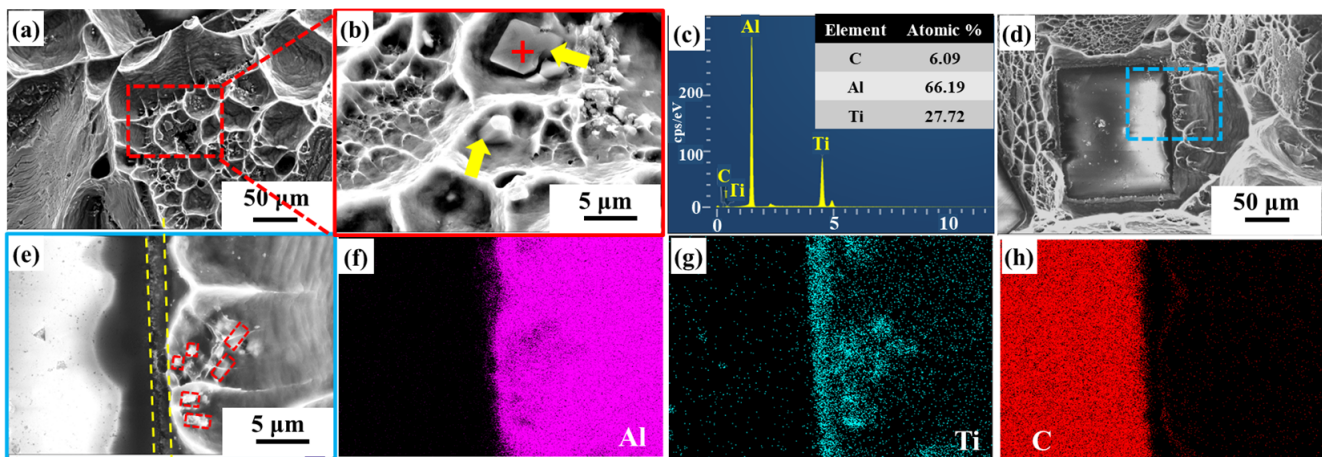 (a)
50 μm
(b)
5 μm
(c)
Al
Ti
C
Ti
cps/eV
300
200
100
0
0 5 10
Element Atomic %
C 6.09
Al 66.19
Ti 27.72
(d)
50 μm
(e)
5 μm
(f)
Al
(g)
Ti
(h)
C